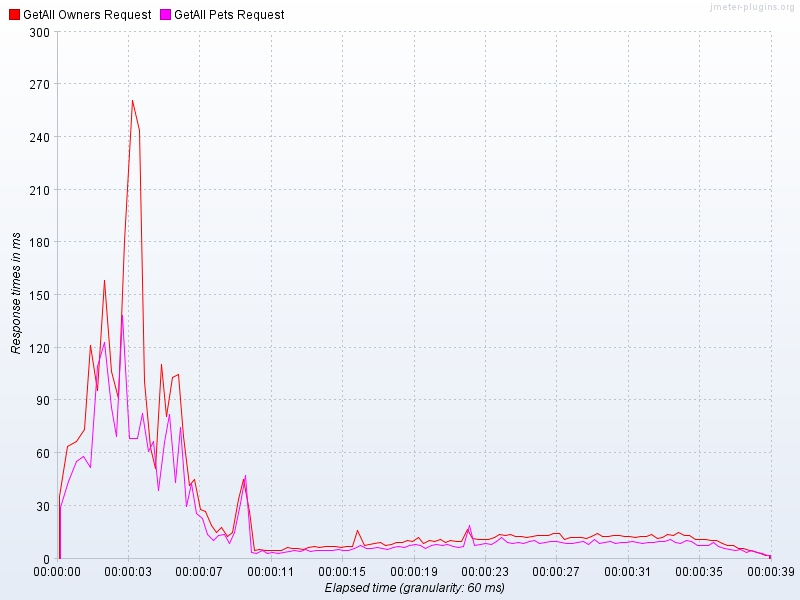 jmeter-plugins.org
GetAll Owners Request GetAll Pets Request
300
270
240
210
180
150
120
90
60
30
0
Response times in ms
00:00:00 00:00:03 00:00:07 00:00:11 00:00:15 00:00:19 00:00:23 00:00:27 00:00:31 00:00:35 00:00:39
Elapsed time (granularity: 60 ms)